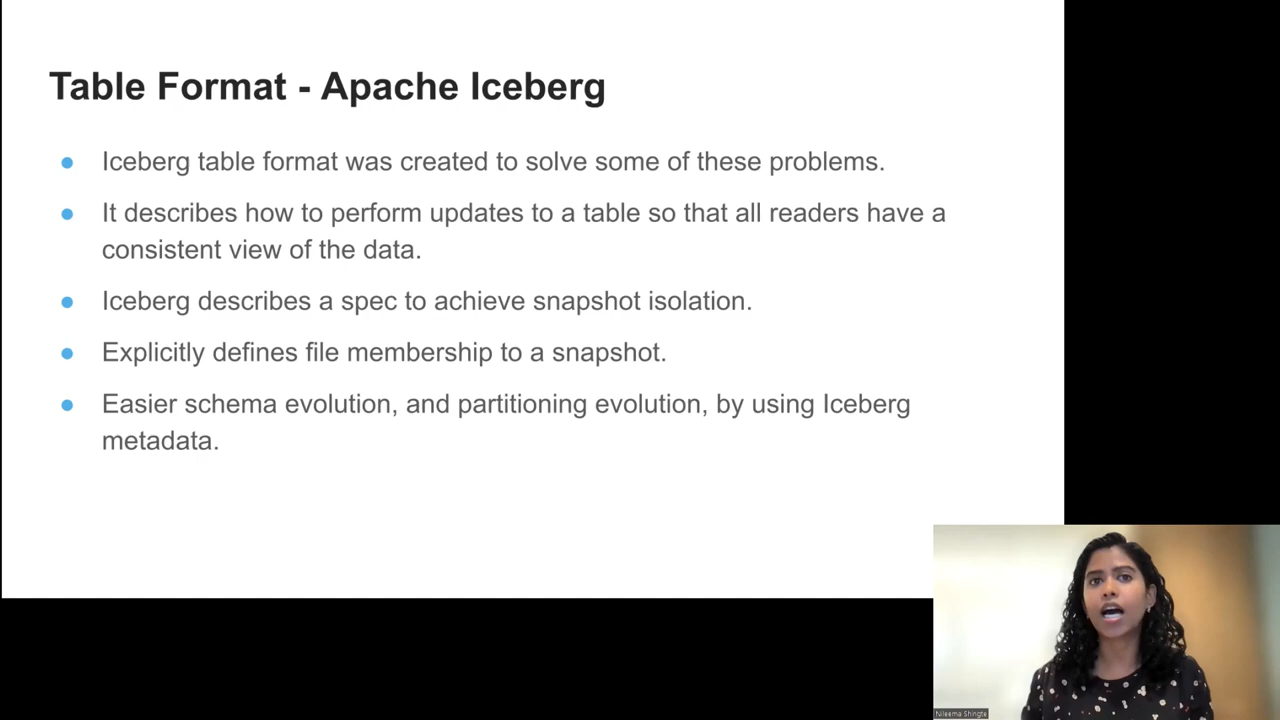 Table Format - Apache Iceberg
● Iceberg table format was created to solve some of these problems.
● It describes how to perform updates to a table so that all readers have a
consistent view of the data.
● Iceberg describes a spec to achieve snapshot isolation.
● Explicitly defines file membership to a snapshot.
● Easier schema evolution, and partitioning evolution, by using Iceberg
metadata.
Nileema Shingte